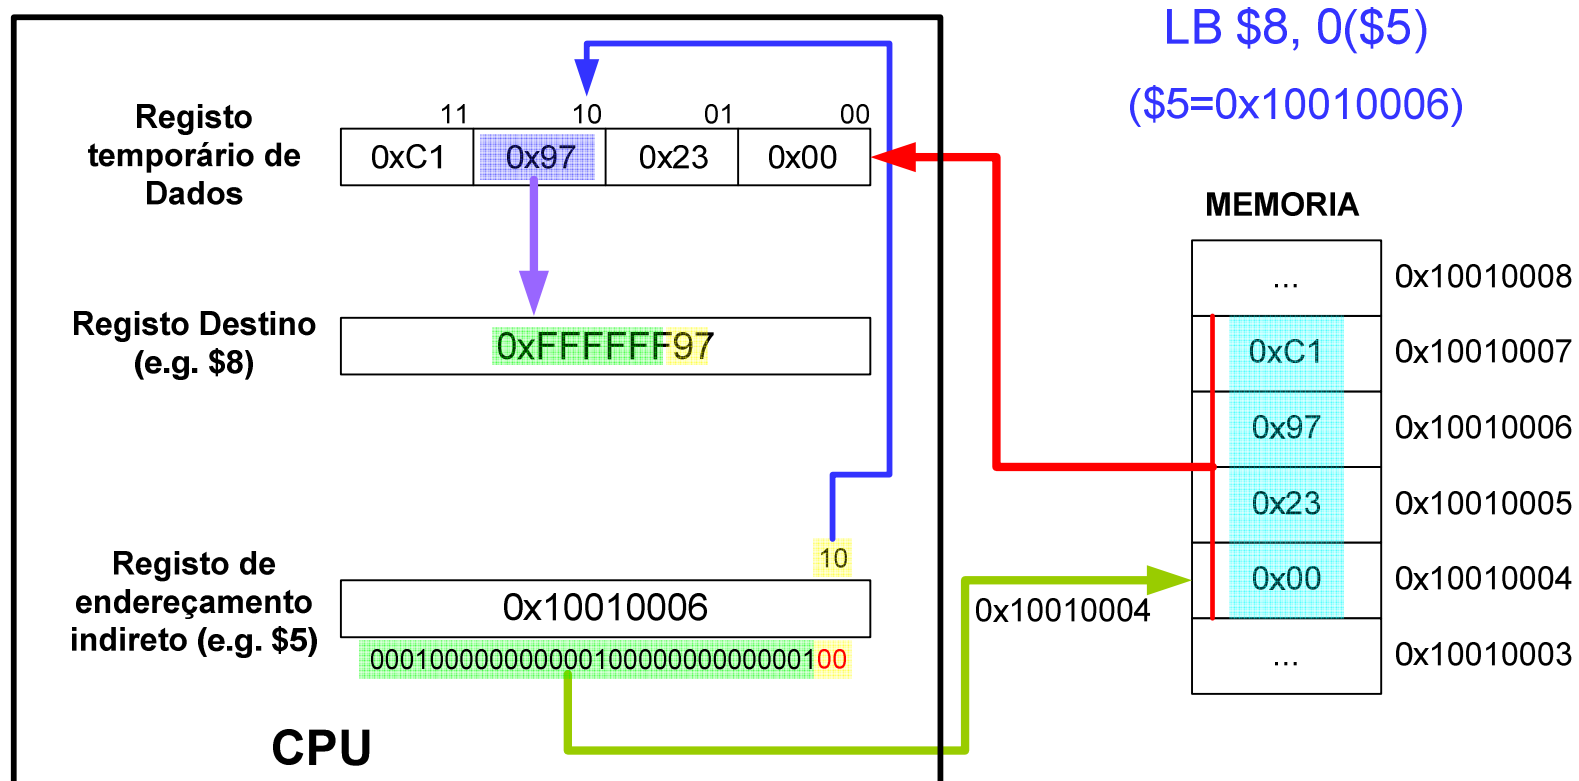 LB $8, 0($5)
($5=0x10010006)
Registo
temporário de
Dados
11 10 01 00
0xC1 0x97 0x23 0x00
MEMORIA
... 0x10010008
0xC1 0x10010007
0x97 0x10010006
0x23 0x10010005
0x00 0x10010004
... 0x10010003
Registo Destino
(e.g. $8)
0xFFFFFF97
Registo de
endereçamento
indireto (e.g. $5)
10
0x10010006
00010000000000010000000000000100
0x10010004
CPU